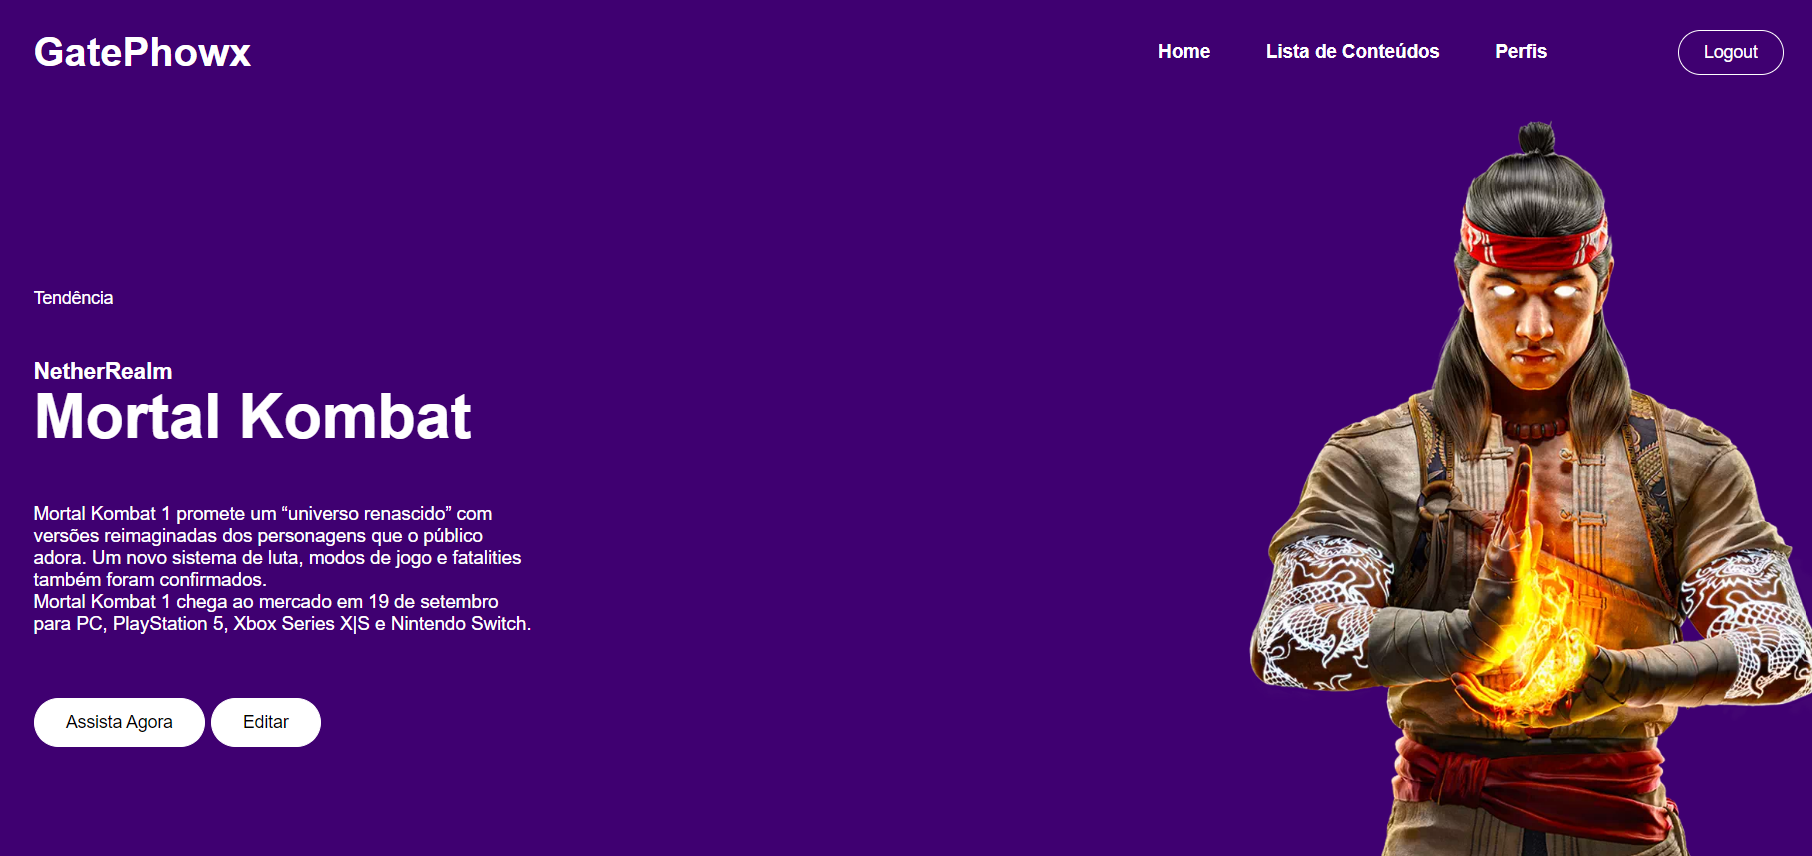 GatePhowx
Home
Lista de Conteúdos
Perfis
Logout
Tendência
NetherRealm
Mortal Kombat
Mortal Kombat 1 promete um “universo renascido” com
versões reimaginadas dos personagens que o público
adora. Um novo sistema de luta, modos de jogo e fatalities
também foram confirmados.
Mortal Kombat 1 chega ao mercado em 19 de setembro
para PC, PlayStation 5, Xbox Series X|S e Nintendo Switch.
Assista Agora
Editar